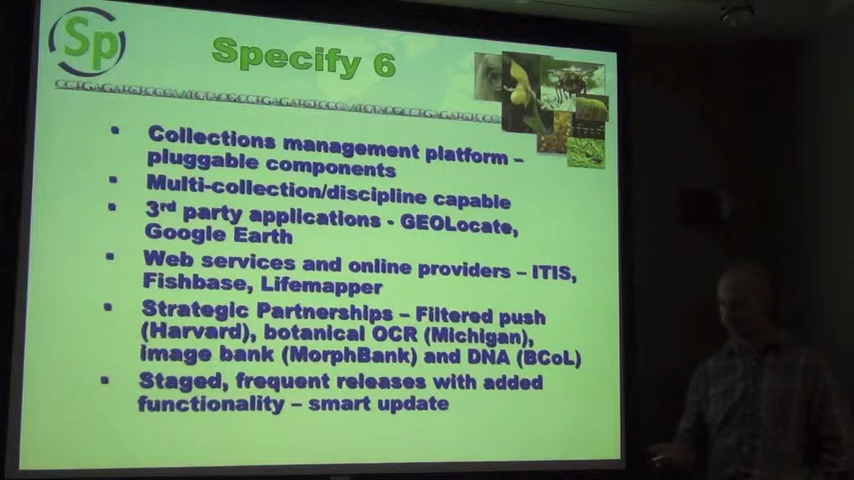 Sp
Specify 6
Collections management platform –
pluggable components
Multi-collection/discipline capable
3rd party applications - GEOLocate,
Google Earth
Web services and online providers – ITIS,
Fishbase, Lifemapper
Strategic Partnerships – Filtered push
(Harvard), botanical OCR (Michigan),
image bank (MorphBank) and DNA (BCoL)
Staged, frequent releases with added
functionality – smart update